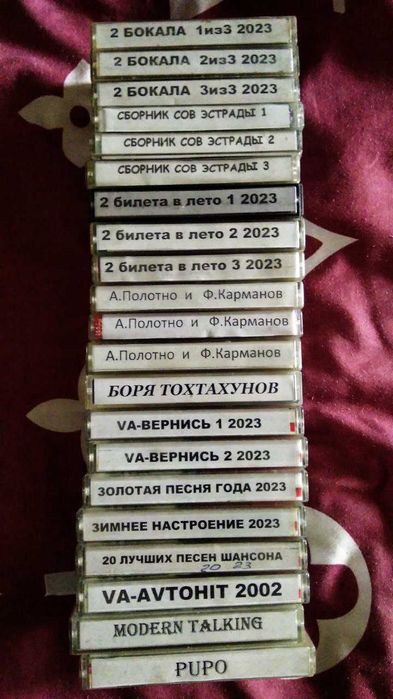 2 БОКАЛА 1из3 2023
2 БОКАЛА 2из3 2023
2 БОКАЛА 3из3 2023
СБОРНИК СОВ ЭСТРАДЫ 1
СБОРНИК СОВ ЭСТРАДЫ 2
СБОРНИК СОВ ЭСТРАДЫ 3
2 билета в лето 1 2023
2 билета в лето 2 2023
2 билета в лето 3 2023
А.Полотно и Ф.Карманов
А.Полотно и Ф.Карманов
А.Полотно и Ф.Карманов
БОРЯ ТОХТАХУНОВ
VA-ВЕРНИСЬ 1 2023
VA-ВЕРНИСЬ 2 2023
ЗОЛОТАЯ ПЕСНЯ ГОДА 2023
ЗИМНЕЕ НАСТРОЕНИЕ 2023
20 ЛУЧШИХ ПЕСЕН ШАНСОНА
20 23
VA-AVTOHIT 2002
MODERN TALKING
PUPO